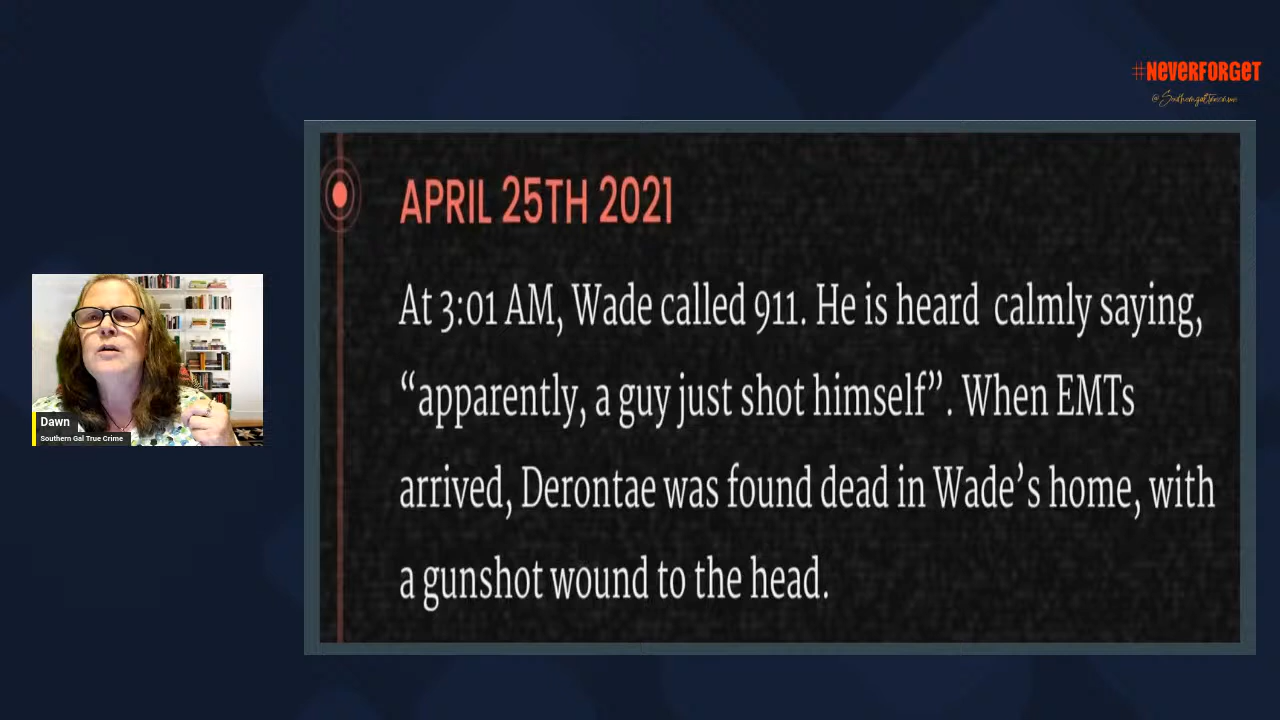 #NEVERFORGET
@Southerngaltruecrime
APRIL 25TH 2021
At 3:01 AM, Wade called 911. He is heard calmly saying,
“apparently, a guy just shot himself”. When EMTs
arrived, Derontae was found dead in Wade’s home, with
a gunshot wound to the head.
Dawn
Southern Gal True Crime